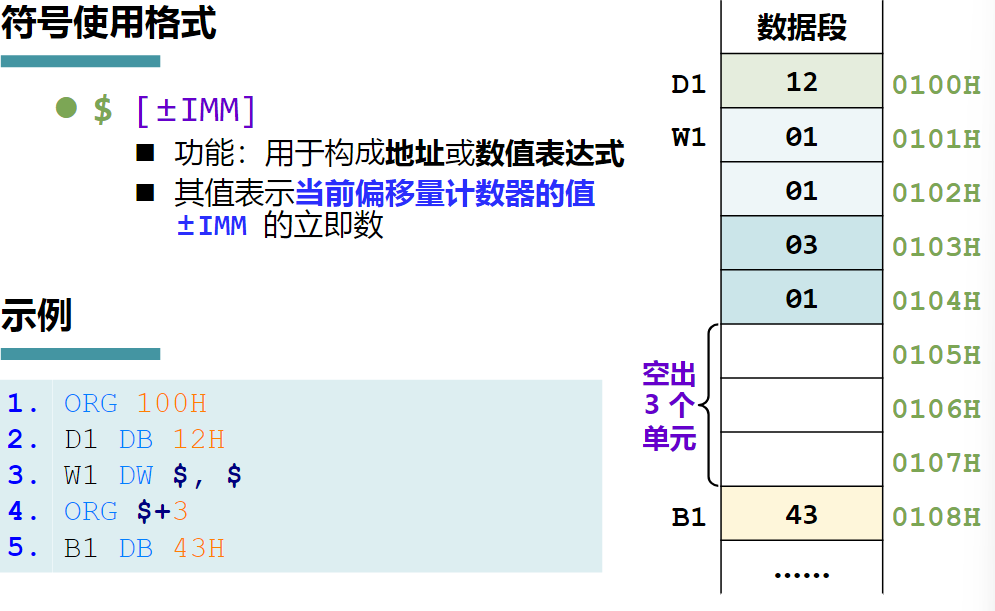 符号使用格式
$ [±IMM]
功能：用于构成地址或数值表达式
其值表示当前偏移量计数器的值
±IMM 的立即数
示例
1. ORG 100H
2. D1 DB 12H
3. W1 DW $, $
4. ORG $+3
5. B1 DB 43H
数据段
D1 12 0100H
W1 01 0101H
01 0102H
03 0103H
01 0104H
0105H
空出
3 个
单元
0106H
0107H
B1 43 0108H
……